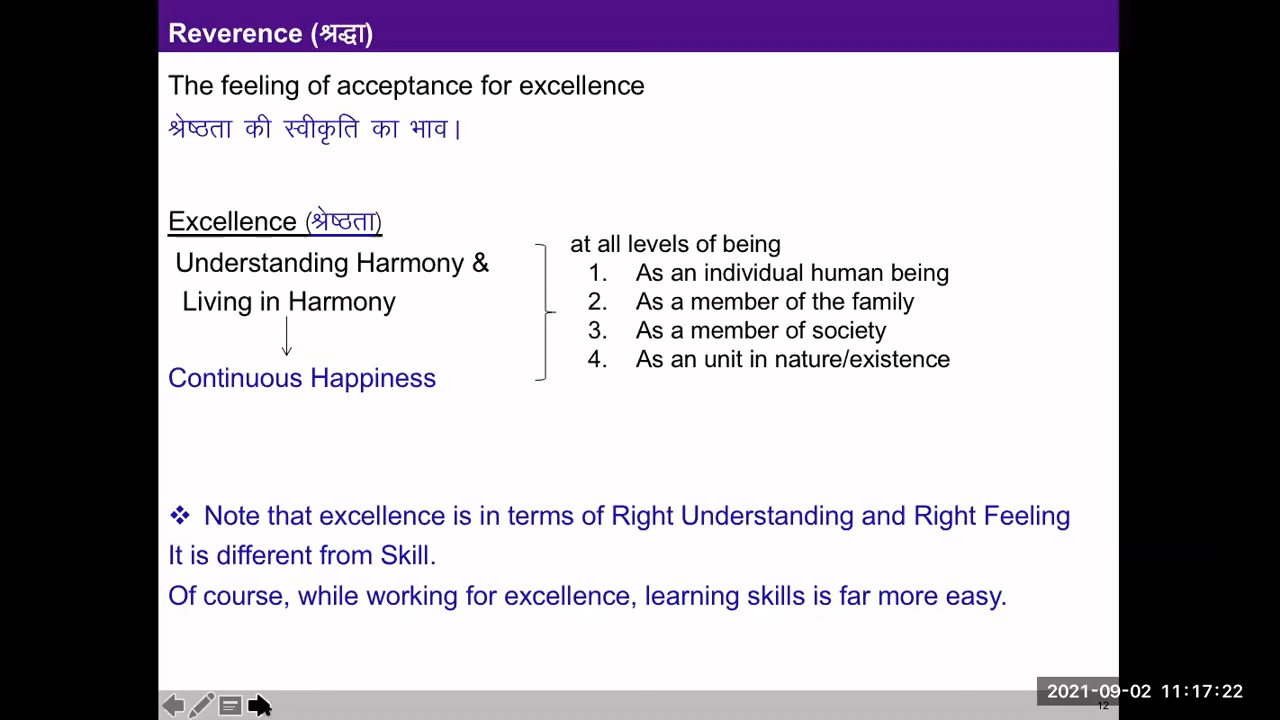 Reverence (श्रद्धा)
The feeling of acceptance for excellence
श्रेष्ठता की स्वीकृति का भाव।
Excellence (श्रेष्ठता)
Understanding Harmony &
Living in Harmony
Continuous Happiness
at all levels of being
1. As an individual human being
2. As a member of the family
3. As a member of society
4. As an unit in nature/existence
❖ Note that excellence is in terms of Right Understanding and Right Feeling
It is different from Skill.
Of course, while working for excellence, learning skills is far more easy.
2021-09-02 11:17:22
12